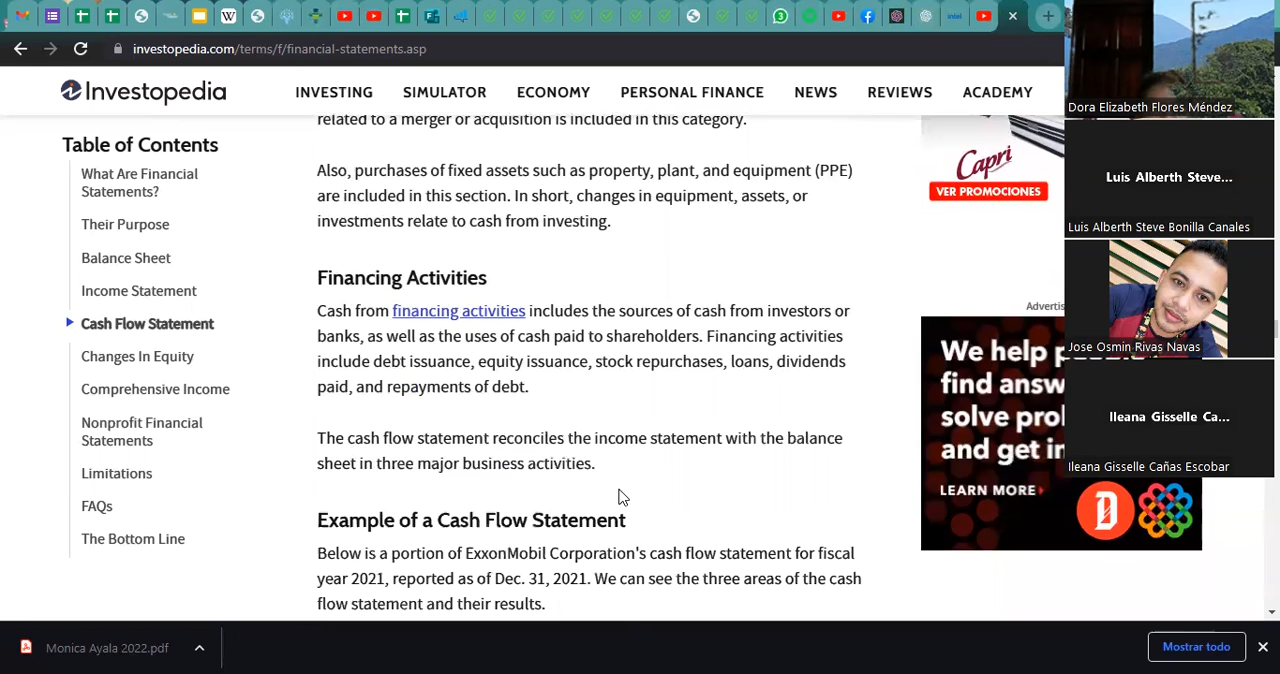 3
investopedia.com/terms/f/financial-statements.asp
Investopedia
INVESTING
SIMULATOR
ECONOMY
PERSONAL FINANCE
NEWS
REVIEWS
ACADEMY
Table of Contents
What Are Financial
Statements?
Their Purpose
Balance Sheet
Income Statement
Cash Flow Statement
Changes In Equity
Comprehensive Income
Nonprofit Financial
Statements
Limitations
FAQs
The Bottom Line
related to a merger or acquisition is included in this category.
Also, purchases of fixed assets such as property, plant, and equipment (PPE)
are included in this section. In short, changes in equipment, assets, or
investments relate to cash from investing.
Financing Activities
Cash from financing activities includes the sources of cash from investors or
banks, as well as the uses of cash paid to shareholders. Financing activities
include debt issuance, equity issuance, stock repurchases, loans, dividends
paid, and repayments of debt.
The cash flow statement reconciles the income statement with the balance
sheet in three major business activities.
Example of a Cash Flow Statement
Below is a portion of ExxonMobil Corporation's cash flow statement for fiscal
year 2021, reported as of Dec. 31, 2021. We can see the three areas of the cash
flow statement and their results.
Capri
VER PROMOCIONES
Advertis
We help p
find answ
solve pro
and get in
LEARN MORE
D
Dora Elizabeth Flores Méndez
Luis Alberth Steve...
Luis Alberth Steve Bonilla Canales
Jose Osmin Rivas Navas
Ileana Gisselle Ca...
Ileana Gisselle Cañas Escobar
Monica Ayala 2022.pdf
Mostrar todo